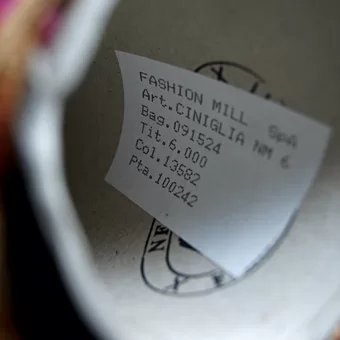 FASHION MILL SpA
Art.CINIGLIA NM 6
Bag.091524
Tit.6.000
Col.13582
Pta.100242